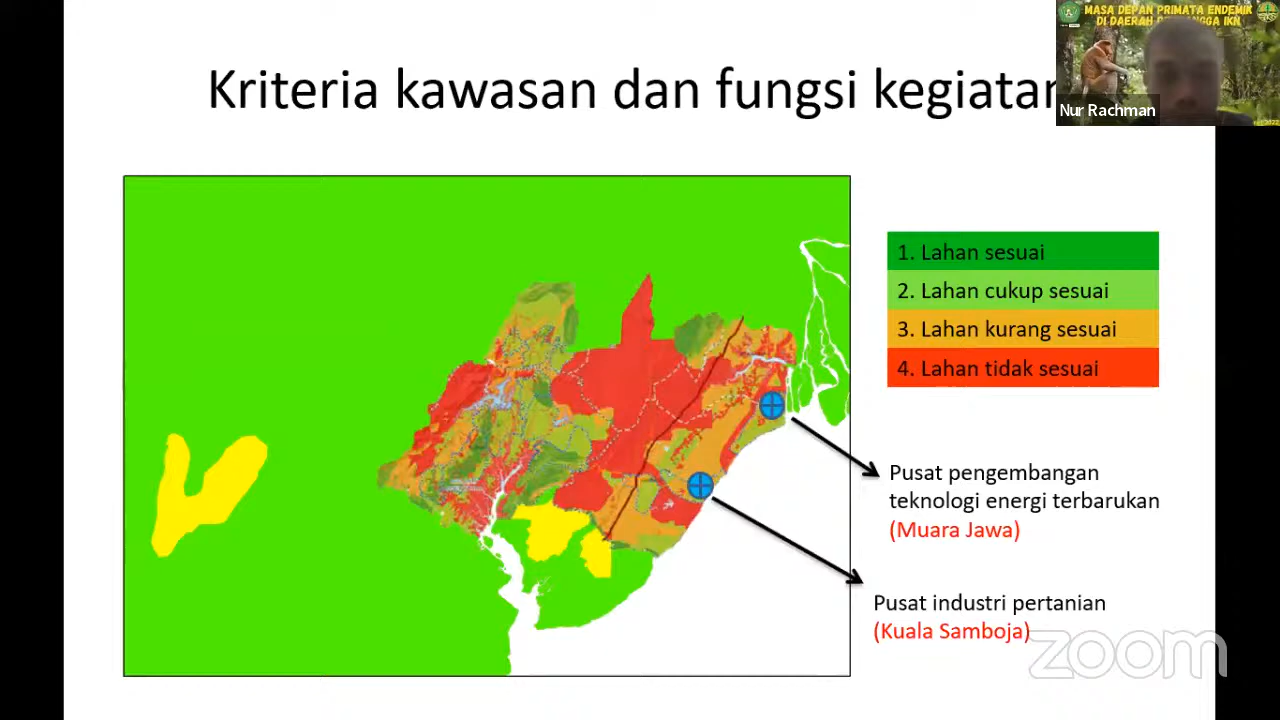 MASA DEPAN PRIMATA ENDEMIK
DI DAERAH IKN
Nur Rachman
Kriteria kawasan dan fungsi kegiatan
1. Lahan sesuai
2. Lahan cukup sesuai
3. Lahan kurang sesuai
4. Lahan tidak sesuai
Pusat pengembangan
teknologi energi terbarukan
(Muara Jawa)
Pusat industri pertanian
(Kuala Samboja)
zoom